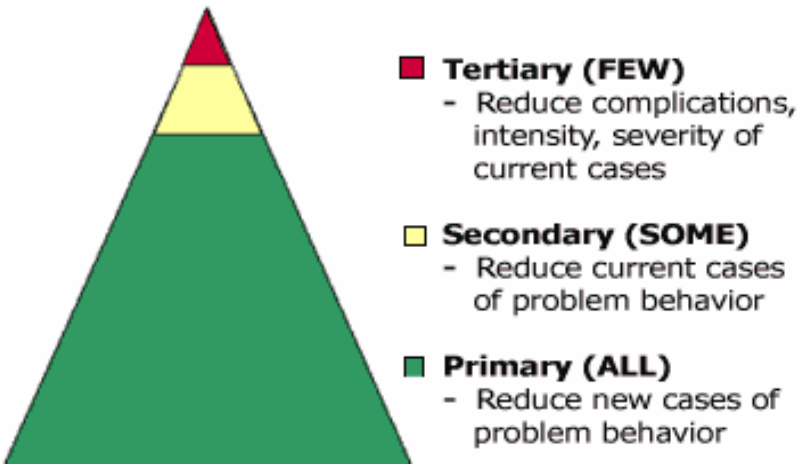 Tertiary (FEW)
- Reduce complications,
intensity, severity of
current cases
Secondary (SOME)
- Reduce current cases
of problem behavior
Primary (ALL)
- Reduce new cases of
problem behavior